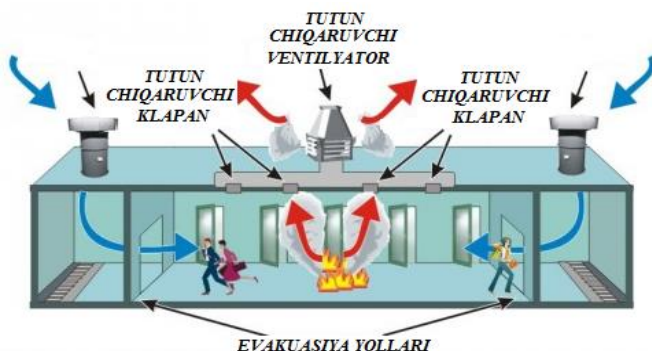 TUTUN
CHIQARUVCHI
VENTILYATOR
TUTUN
CHIQARUVCHI
KLAPAN
TUTUN
CHIQARUVCHI
KLAPAN
EVAKUASIYA YOLLARI